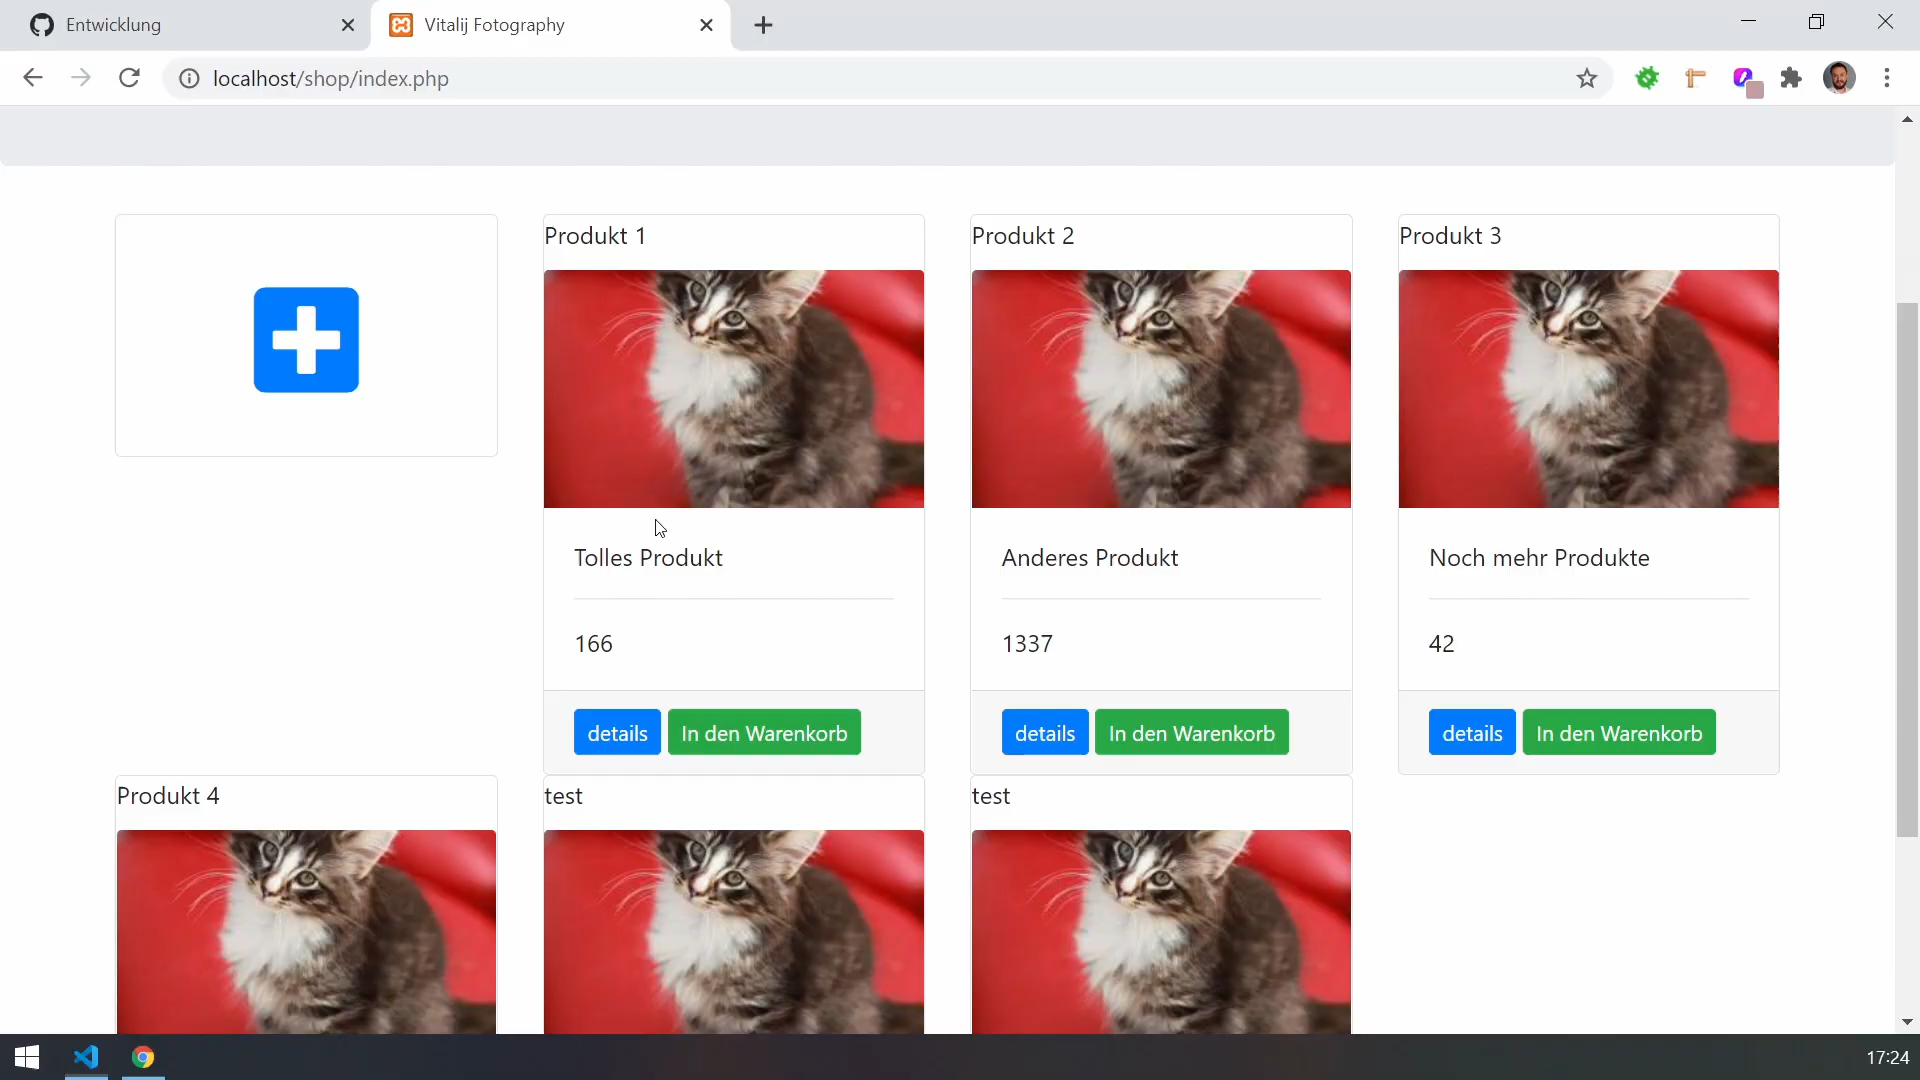 Entwicklung
Vitalij Fotography
localhost/shop/index.php
Produkt 1
Produkt 2
Produkt 3
Tolles Produkt
Anderes Produkt
Noch mehr Produkte
166
1337
42
details
In den Warenkorb
details
In den Warenkorb
details
In den Warenkorb
Produkt 4
test
test
17:24